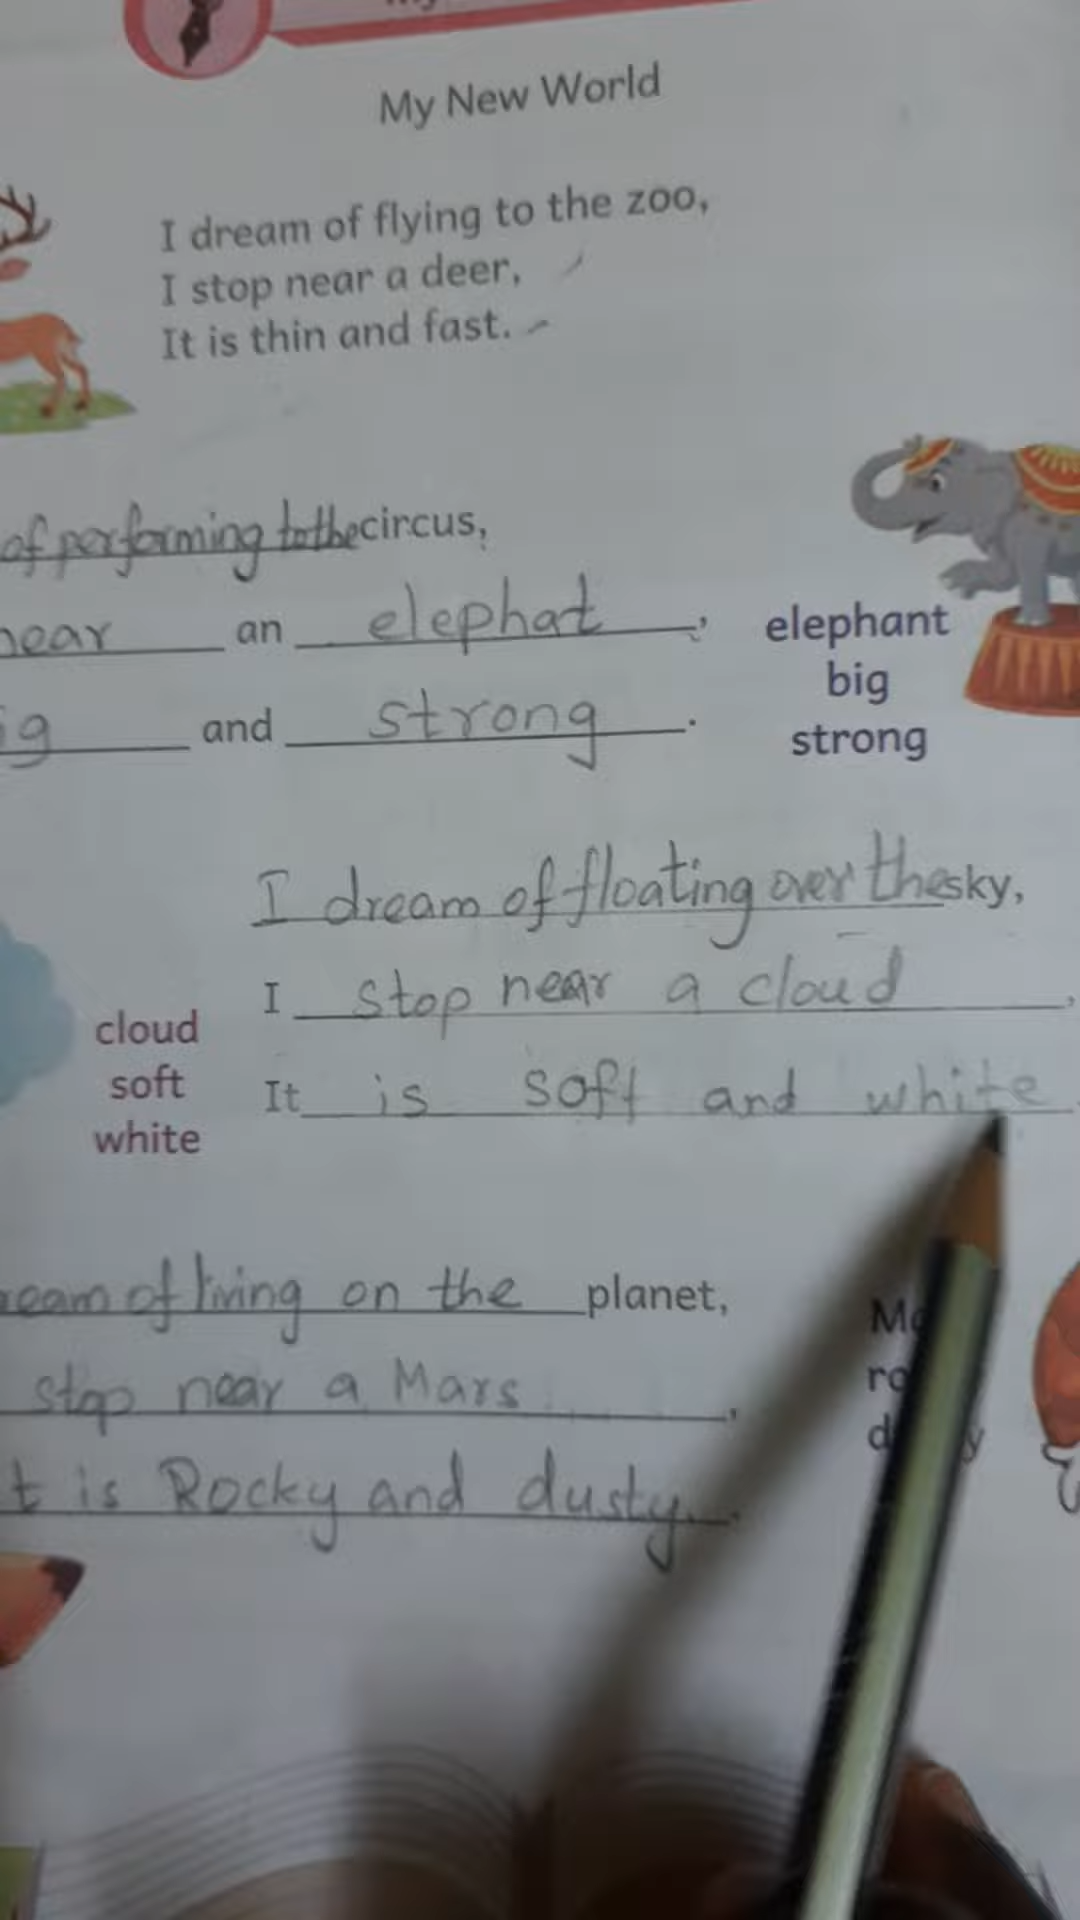 My New World
I dream of flying to the zoo,
I stop near a deer,
It is thin and fast.
of performing to the circus,
near an elephat,
and strong.
elephant
big
strong
I dream of floating over the sky,
I stop near a cloud,
It is soft and white.
cloud
soft
white
of living on the planet,
stop near a Mars,
is Rocky and dusty.